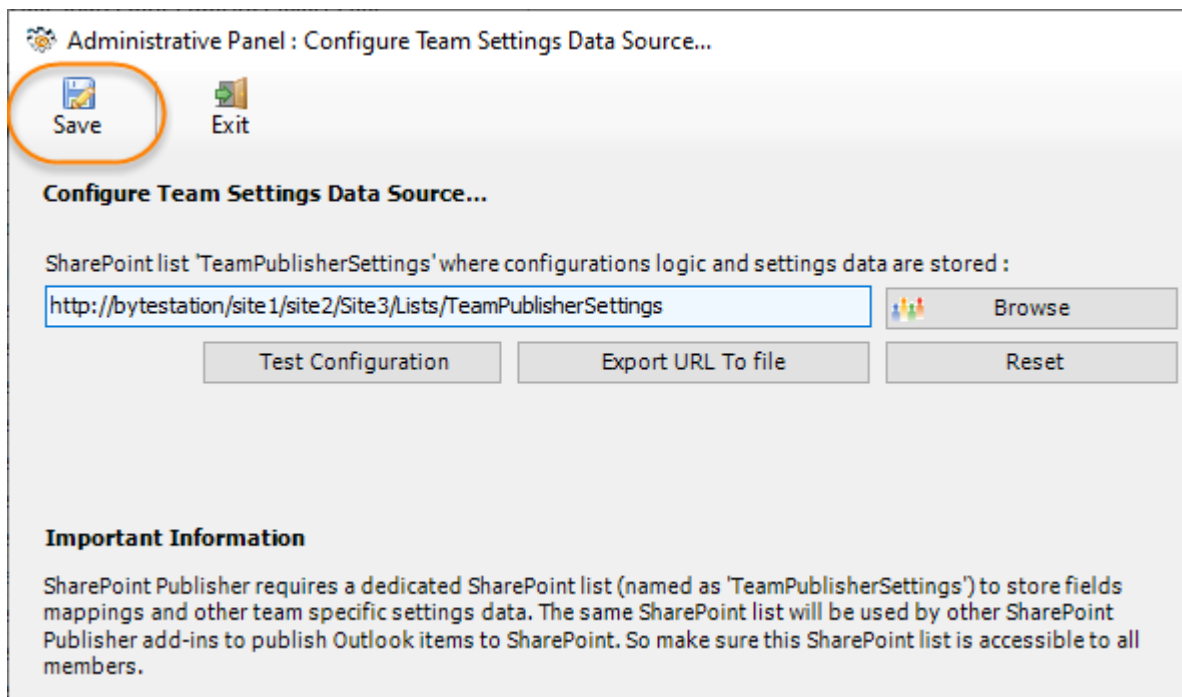 Administrative Panel : Configure Team Settings Data Source...
Save
Exit
Configure Team Settings Data Source...
SharePoint list 'TeamPublisherSettings' where configurations logic and settings data are stored :
http://bytestation/site1/site2/Site3/Lists/TeamPublisherSettings
Browse
Test Configuration
Export URL To file
Reset
Important Information
SharePoint Publisher requires a dedicated SharePoint list (named as 'TeamPublisherSettings') to store fields
mappings and other team specific settings data. The same SharePoint list will be used by other SharePoint
Publisher add-ins to publish Outlook items to SharePoint. So make sure this SharePoint list is accessible to all
members.